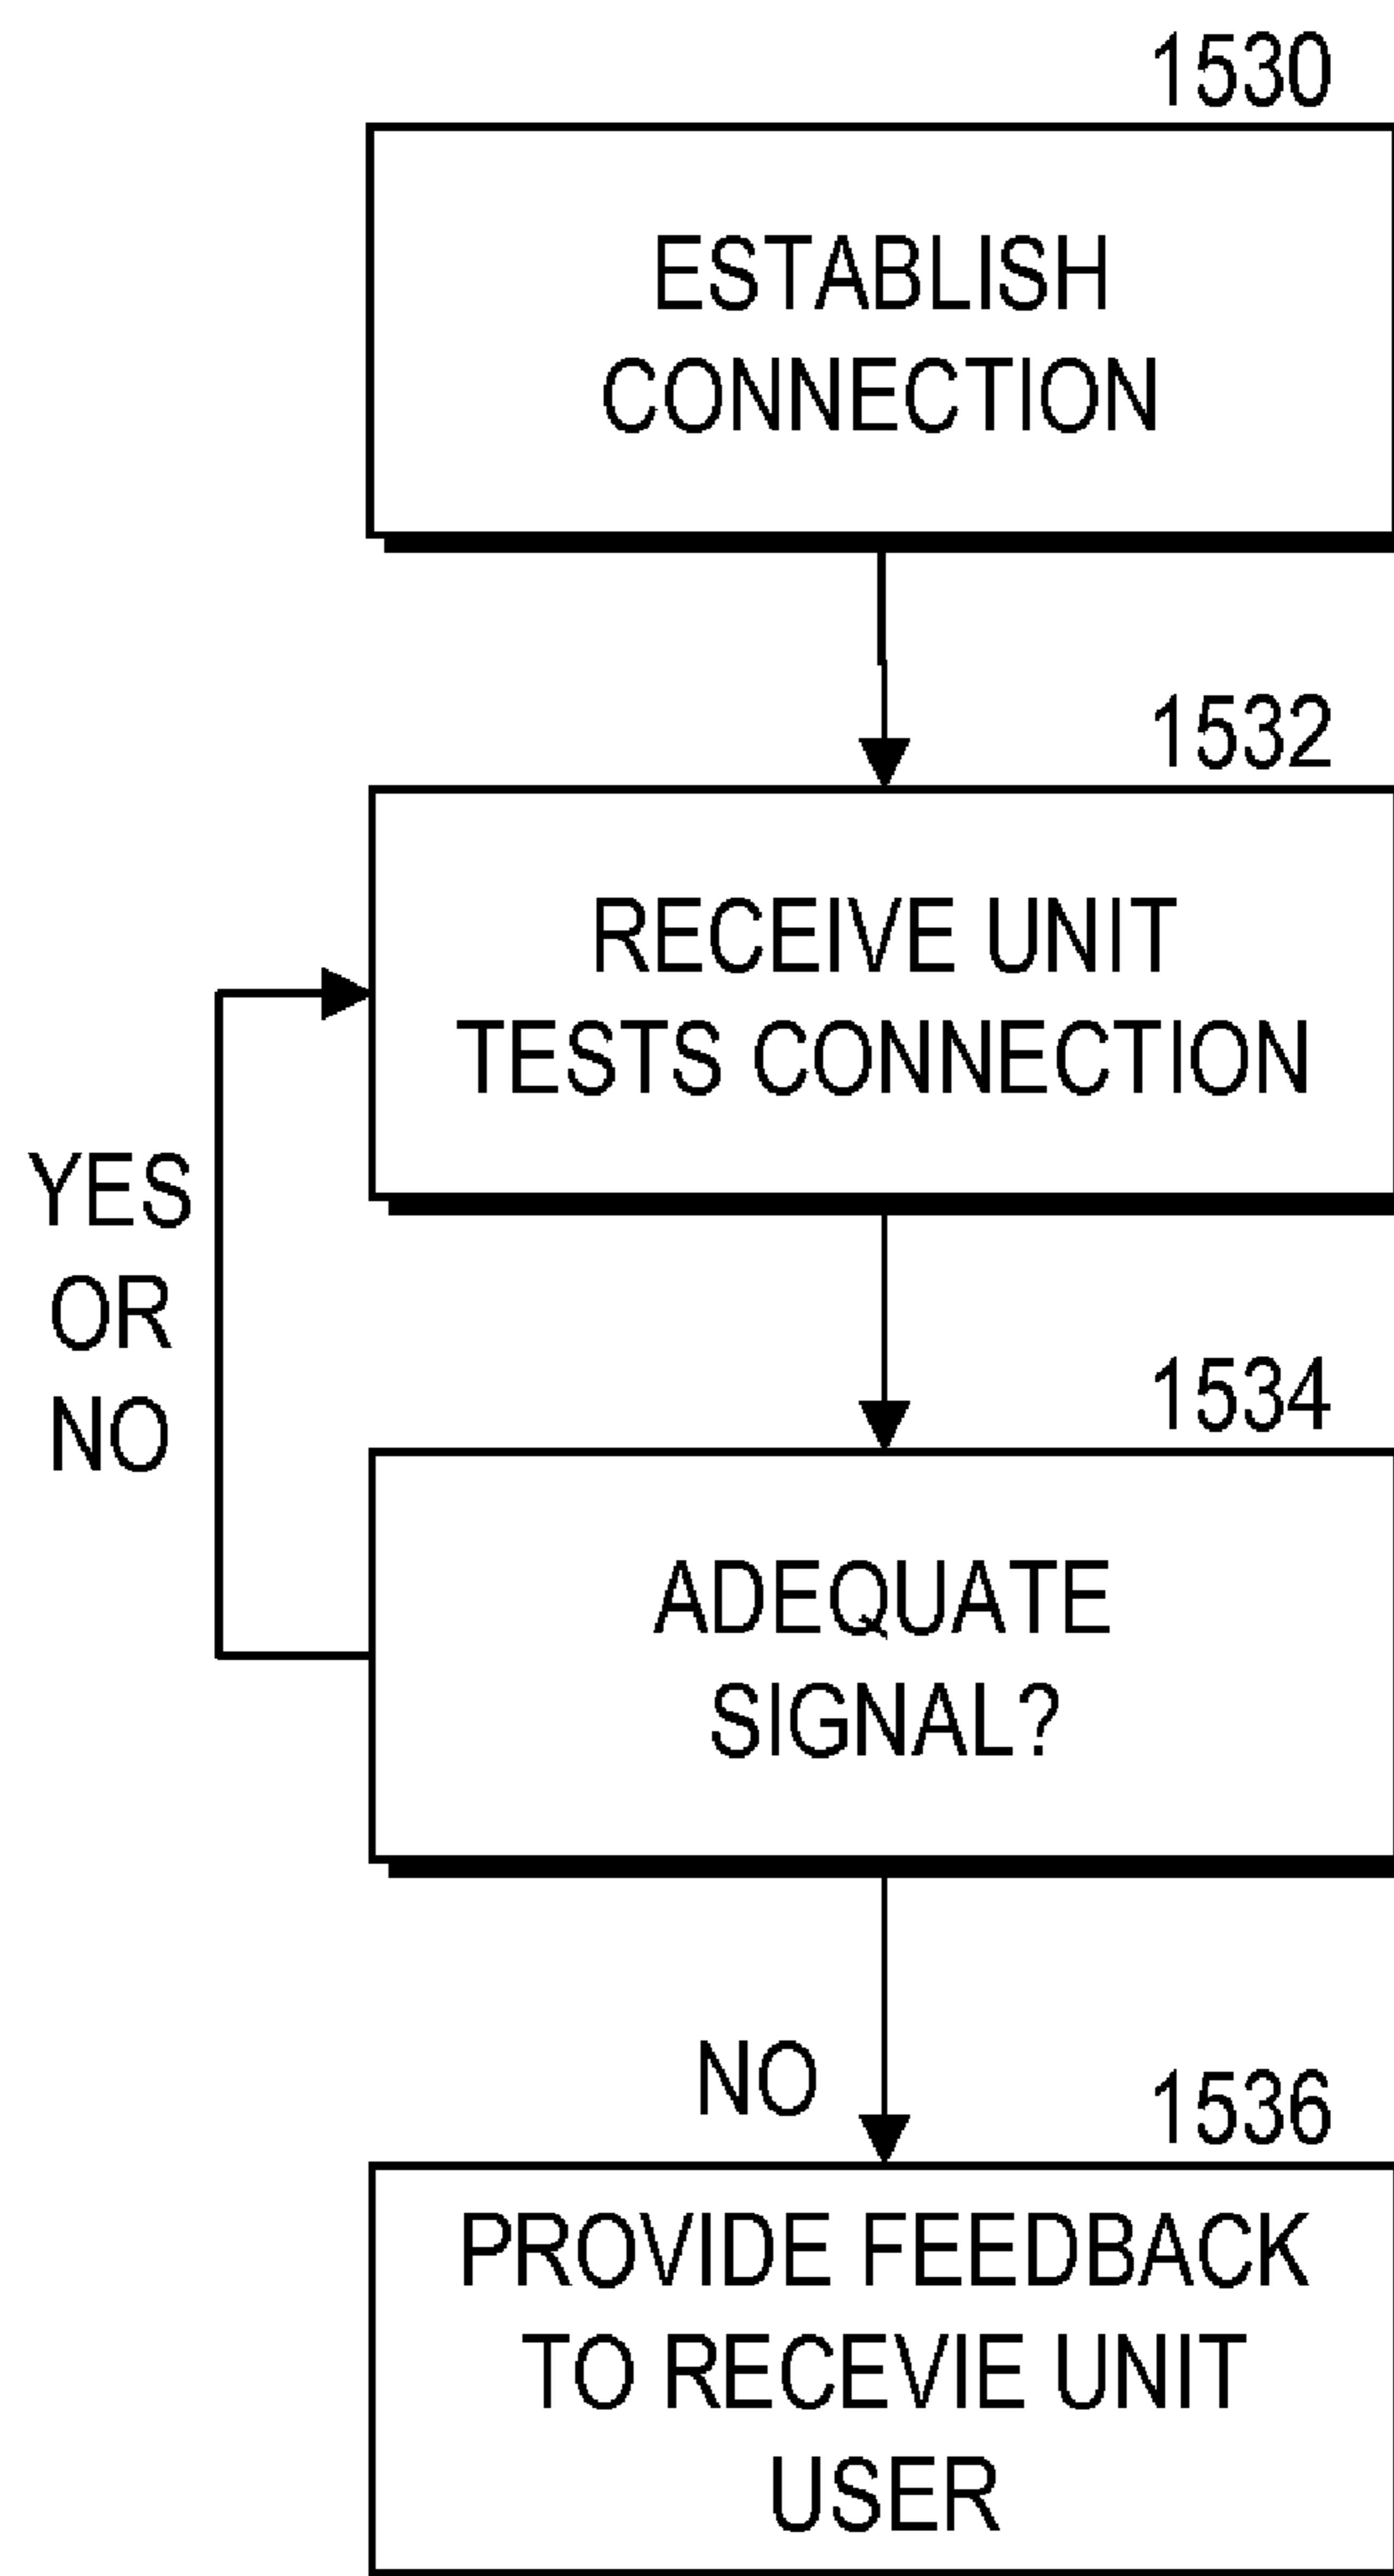 1530
ESTABLISH
CONNECTION
1532
RECEIVE UNIT
TESTS CONNECTION
YES
OR
NO
1534
ADEQUATE
SIGNAL?
NO
1536
PROVIDE FEEDBACK
TO RECEVIE UNIT
USER